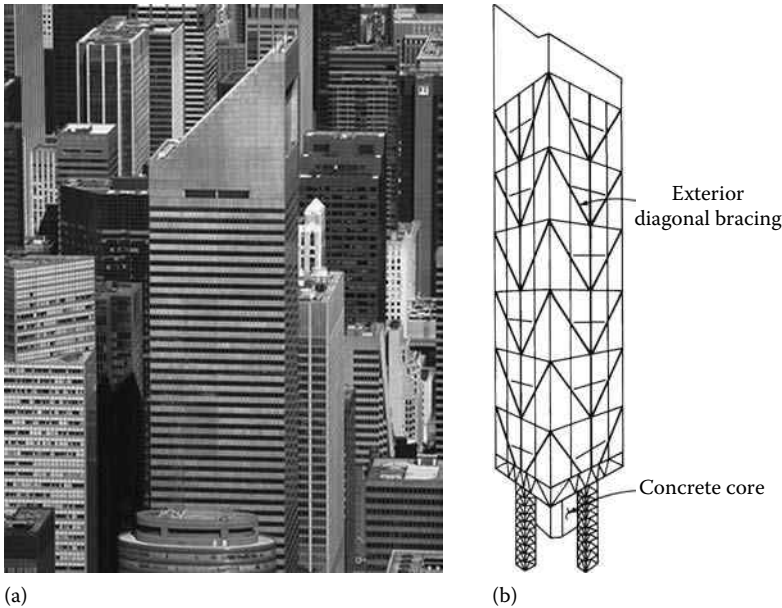 Exterior
diagonal bracing
Concrete core
(a)
(b)